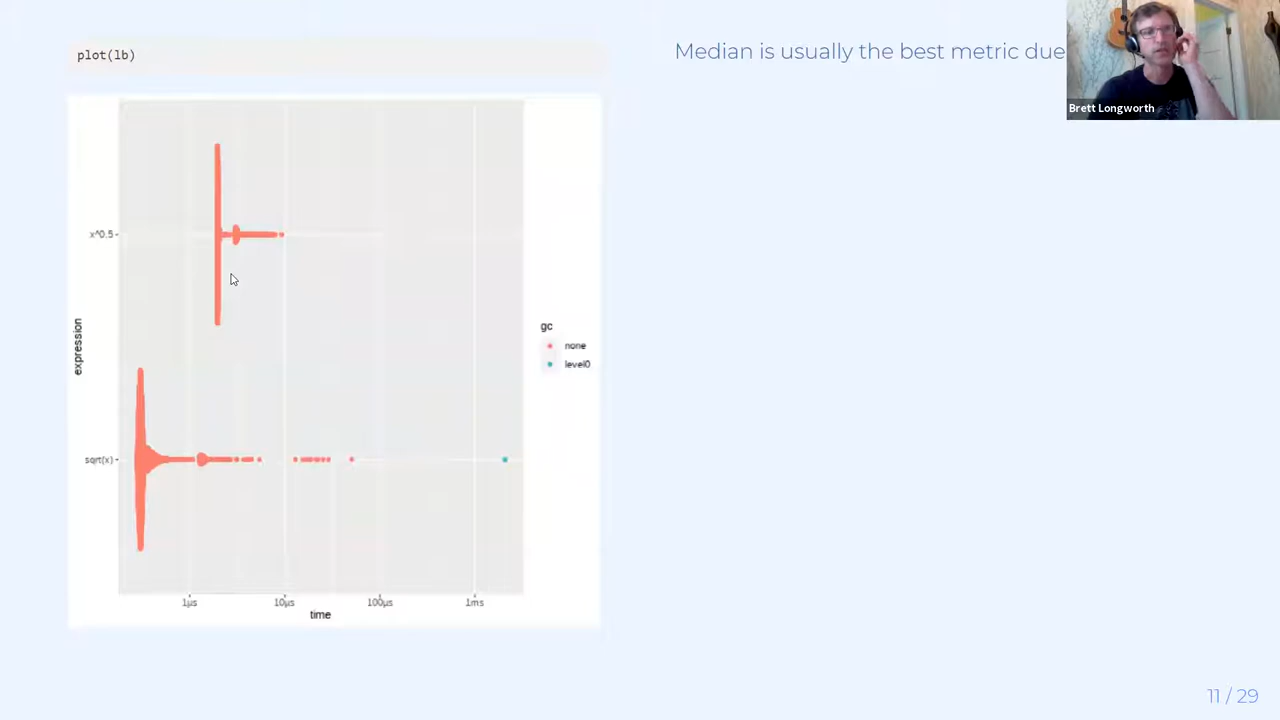 plot(lb)
Median is usually the best metric due
Brett Longworth
x^0.5
expression
gc
none
level0
sqrt(x)
1µs
10µs
100µs
1ms
time
11 / 29